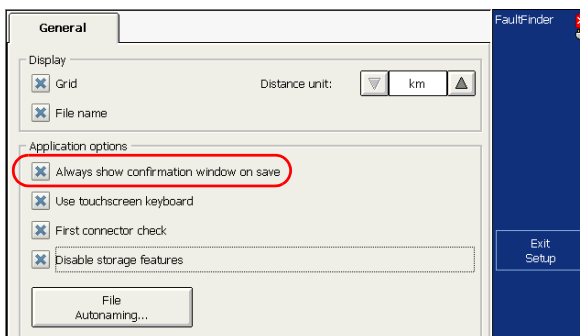 General
FaultFinder
Display
Grid
Distance unit:
km
File name
Application options
Always show confirmation window on save
Use touchscreen keyboard
First connector check
Disable storage features
Exit
Setup
File
Autonaming...